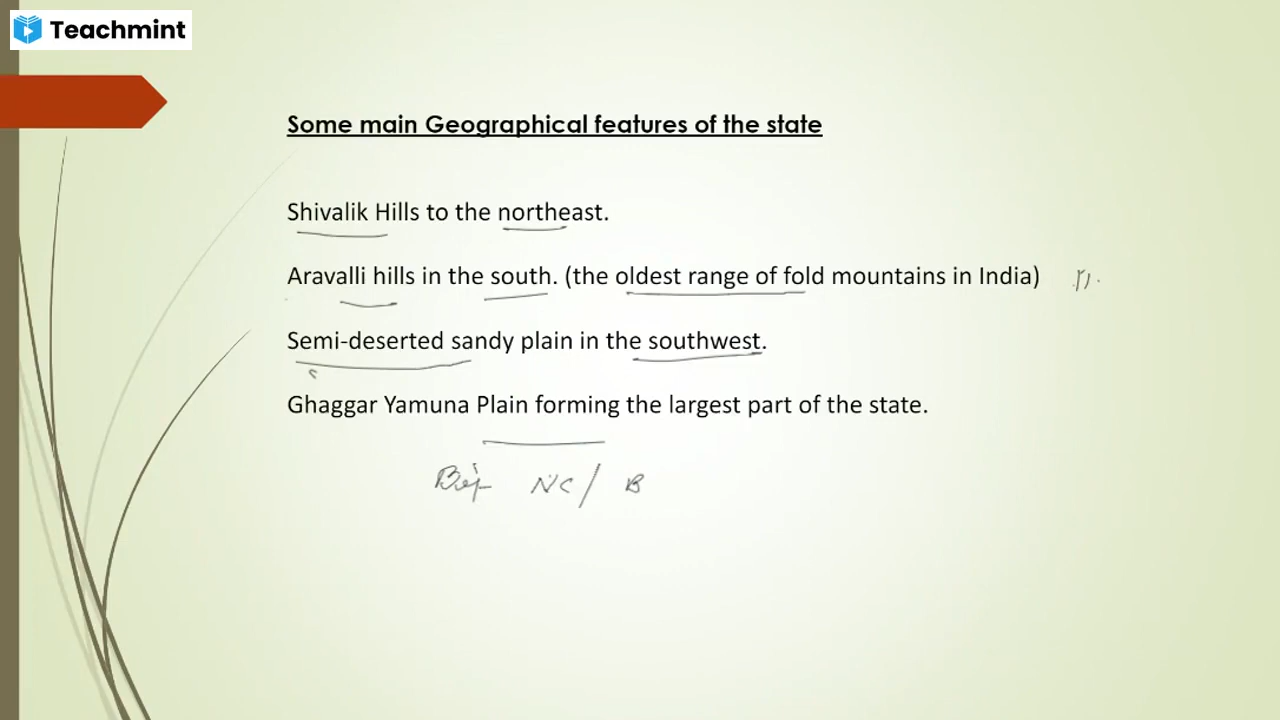 Teachmint
Some main Geographical features of the state
Shivalik Hills to the northeast.
Aravalli hills in the south. (the oldest range of fold mountains in India)
Semi-deserted sandy plain in the southwest.
Ghaggar Yamuna Plain forming the largest part of the state.
NC/ B